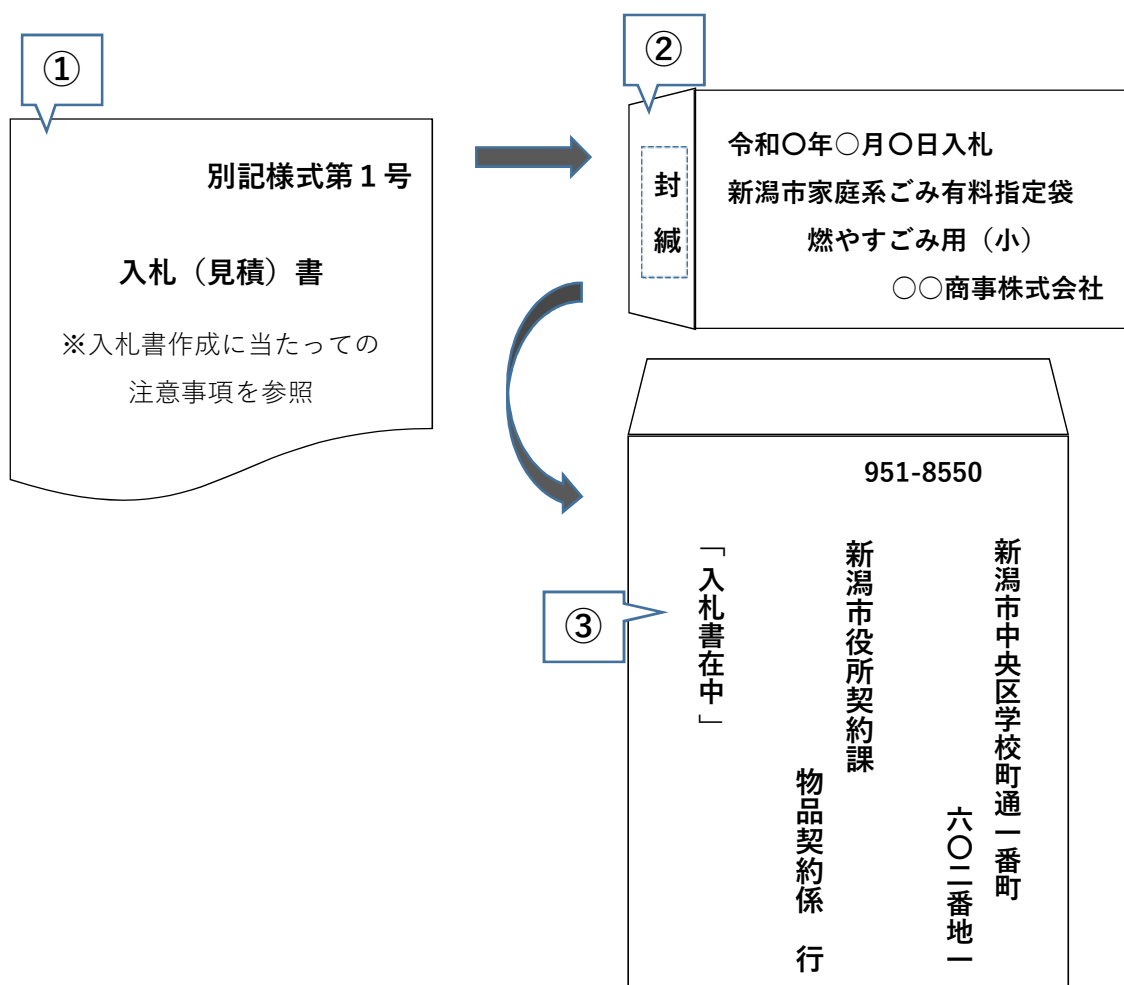 ①
別記様式第１号
入札（見積）書
※入札書作成に当たっての
注意事項を参照
②
封緘
令和〇年○月〇日入札
新潟市家庭系ごみ有料指定袋
燃やすごみ用（小）
○○商事株式会社
③
951-8550
新潟市中央区学校町通一番町
六〇二番地一
新潟市役所契約課
物品契約係　行
「入札書在中」